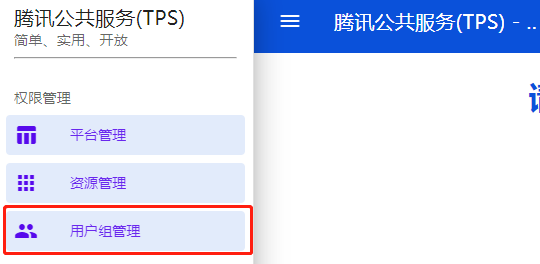 腾讯公共服务(TPS)
简单、实用、开放
权限管理
平台管理
资源管理
用户组管理
腾讯公共服务(TPS) - ..